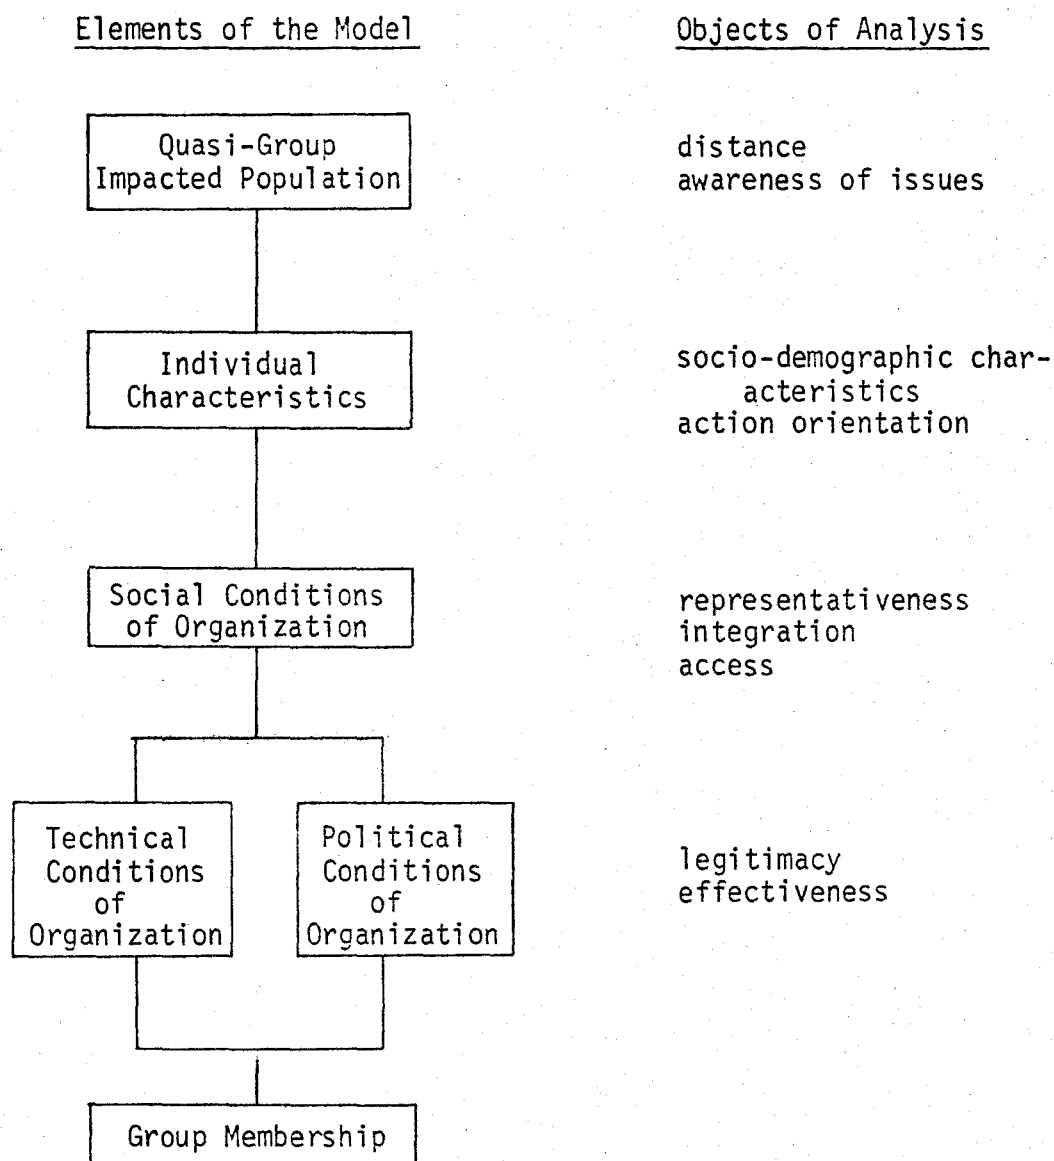 Elements of the Model
Objects of Analysis
Quasi-Group
Impacted Population
distance
awareness of issues
Individual
Characteristics
socio-demographic char-
acteristics
action orientation
Social Conditions
of Organization
representativeness
integration
access
Technical
Conditions
of
Organization
Political
Conditions
of
Organization
legitimacy
effectiveness
Group Membership